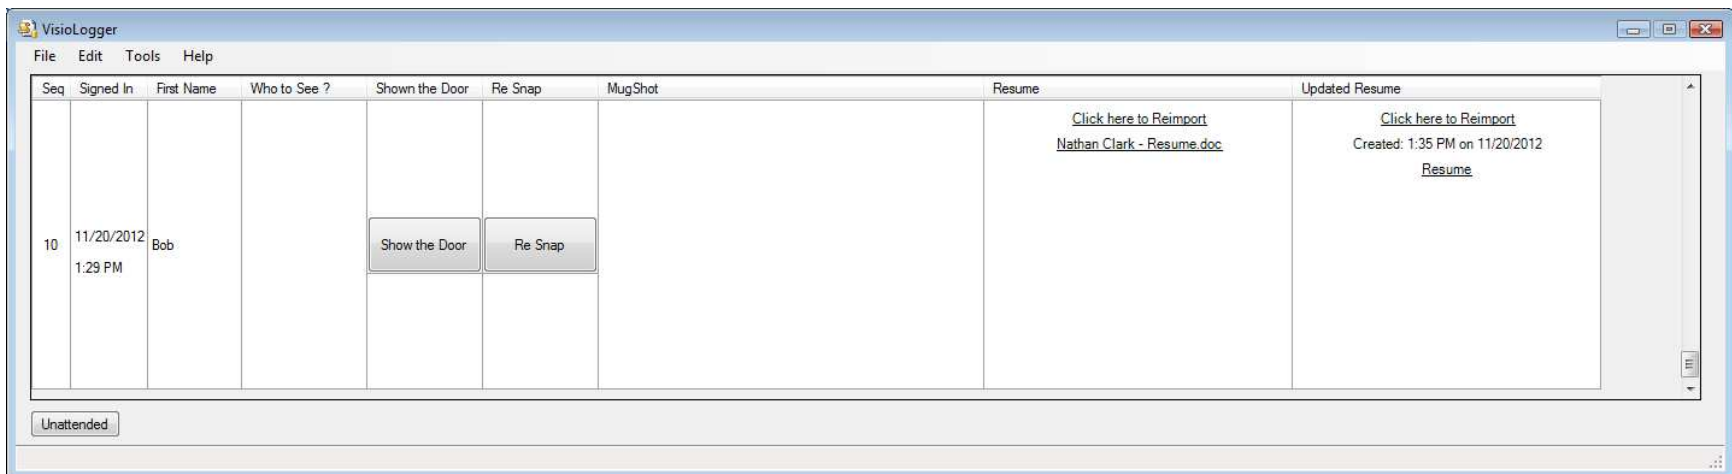 VisioLogger
File Edit Tools Help
Seq Signed In First Name Who to See ? Shown the Door Re Snap MugShot Resume Updated Resume
Click here to Reimport Click here to Reimport
Nathan Clark - Resume.doc Created: 1:35 PM on 11/20/2012
Resume
10 11/20/2012 Bob Show the Door Re Snap
1:29 PM
Unattended